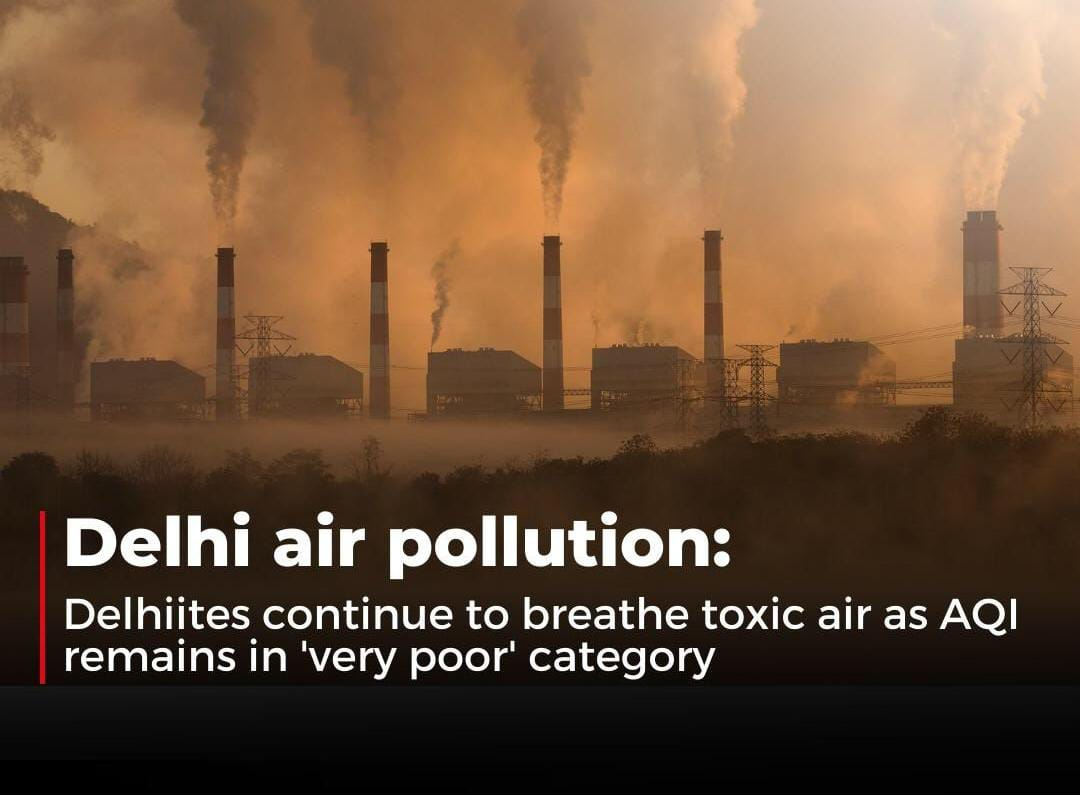 Delhi air pollution:
Delhiites continue to breathe toxic air as AQI
remains in 'very poor' category